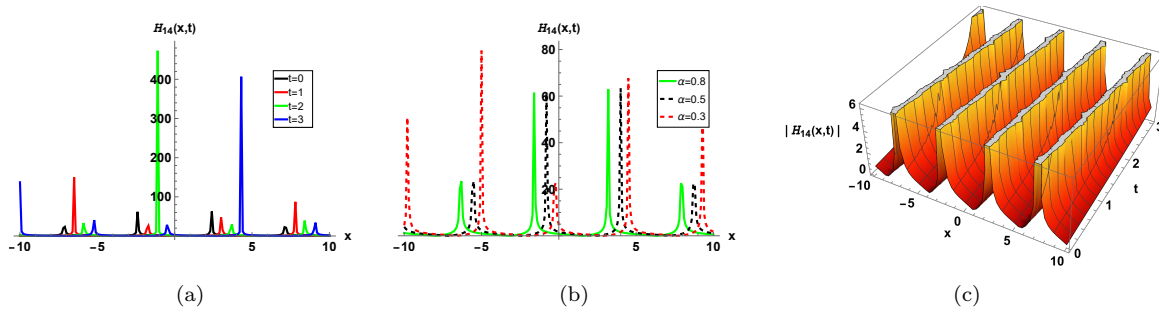 H₁₄(x,t)
400
300
200
100
-10
-5
5
10
x
t=0
t=1
t=2
t=3
(a)
H₁₄(x,t)
80
60
40
20
-10
-5
5
10
x
α=0.8
α=0.5
α=0.3
(b)
6
4
2
0
| H₁₄(x,t) |
-10
-5
0
5
10
x
0
1
2
3
t
(c)